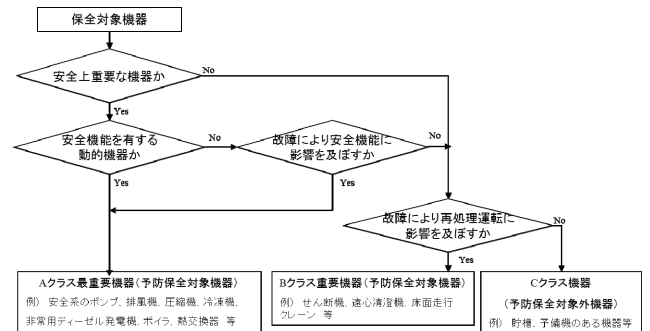 保全対象機器
安全上重要な機器か
No
Yes
安全機能を有する
動的機器か
No
故障により安全機能に
影響を及ぼすか
No
Yes
Yes
故障により再処理運転に
影響を及ぼすか
No
Yes
Aクラス最重要機器(予防保全対象機器)
例) 安全系のポンプ、排風機、圧縮機、冷凍機、
非常用ディーゼル発電機、ボイラ、熱交換器 等
Bクラス重要機器(予防保全対象機器)
例) せん断機、遠心清澄機、床面走行
クレーン 等
Cクラス機器
(予防保全対象外機器)
例) 貯槽、予備機のある機器等